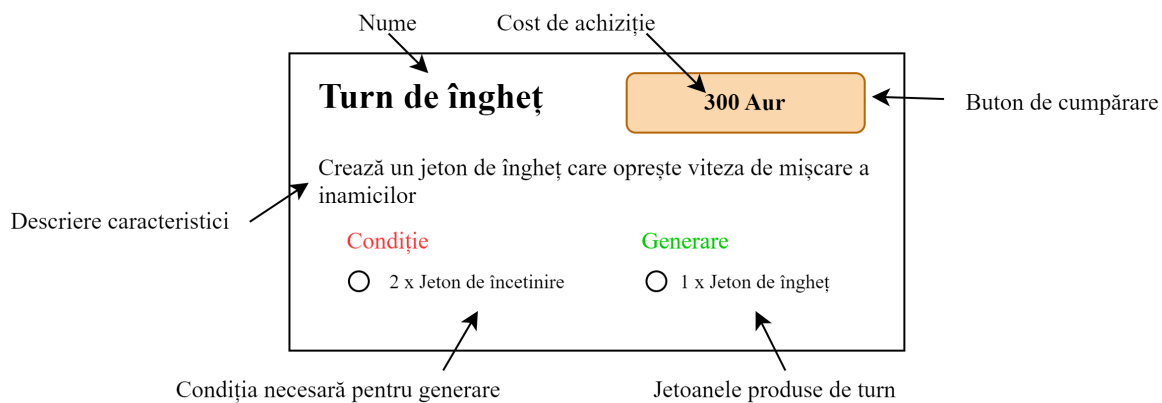 Nume
Cost de achiziție
Turn de îngheț
300 Aur
Buton de cumpărare
Crează un jeton de îngheț care oprește viteza de mișcare a
inamicilor
Descriere caracteristici
Condiție
Generare
2 x Jeton de încetinire
1 x Jeton de îngheț
Condiția necesară pentru generare
Jetoanele produse de turn